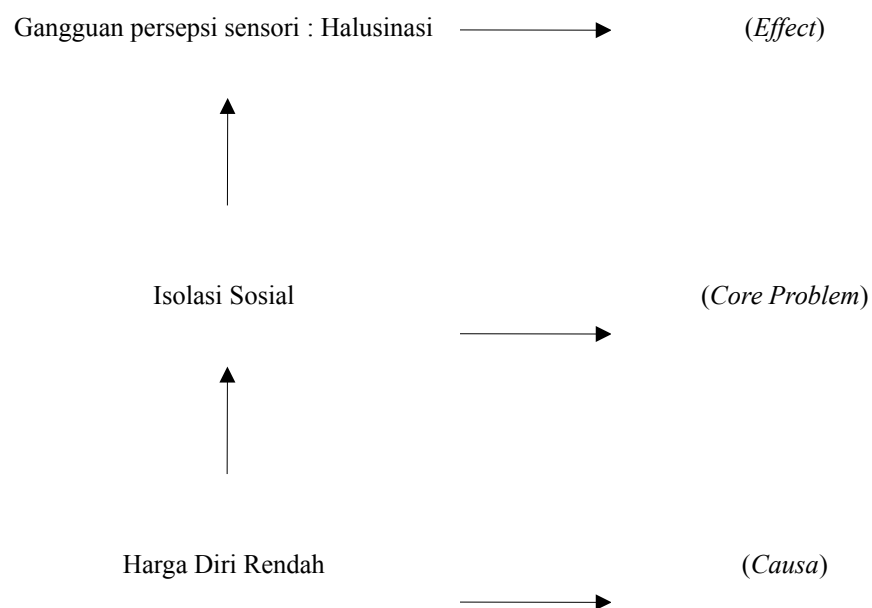 Gangguan persepsi sensori : Halusinasi (Effect)
Isolasi Sosial (Core Problem)
Harga Diri Rendah (Causa)